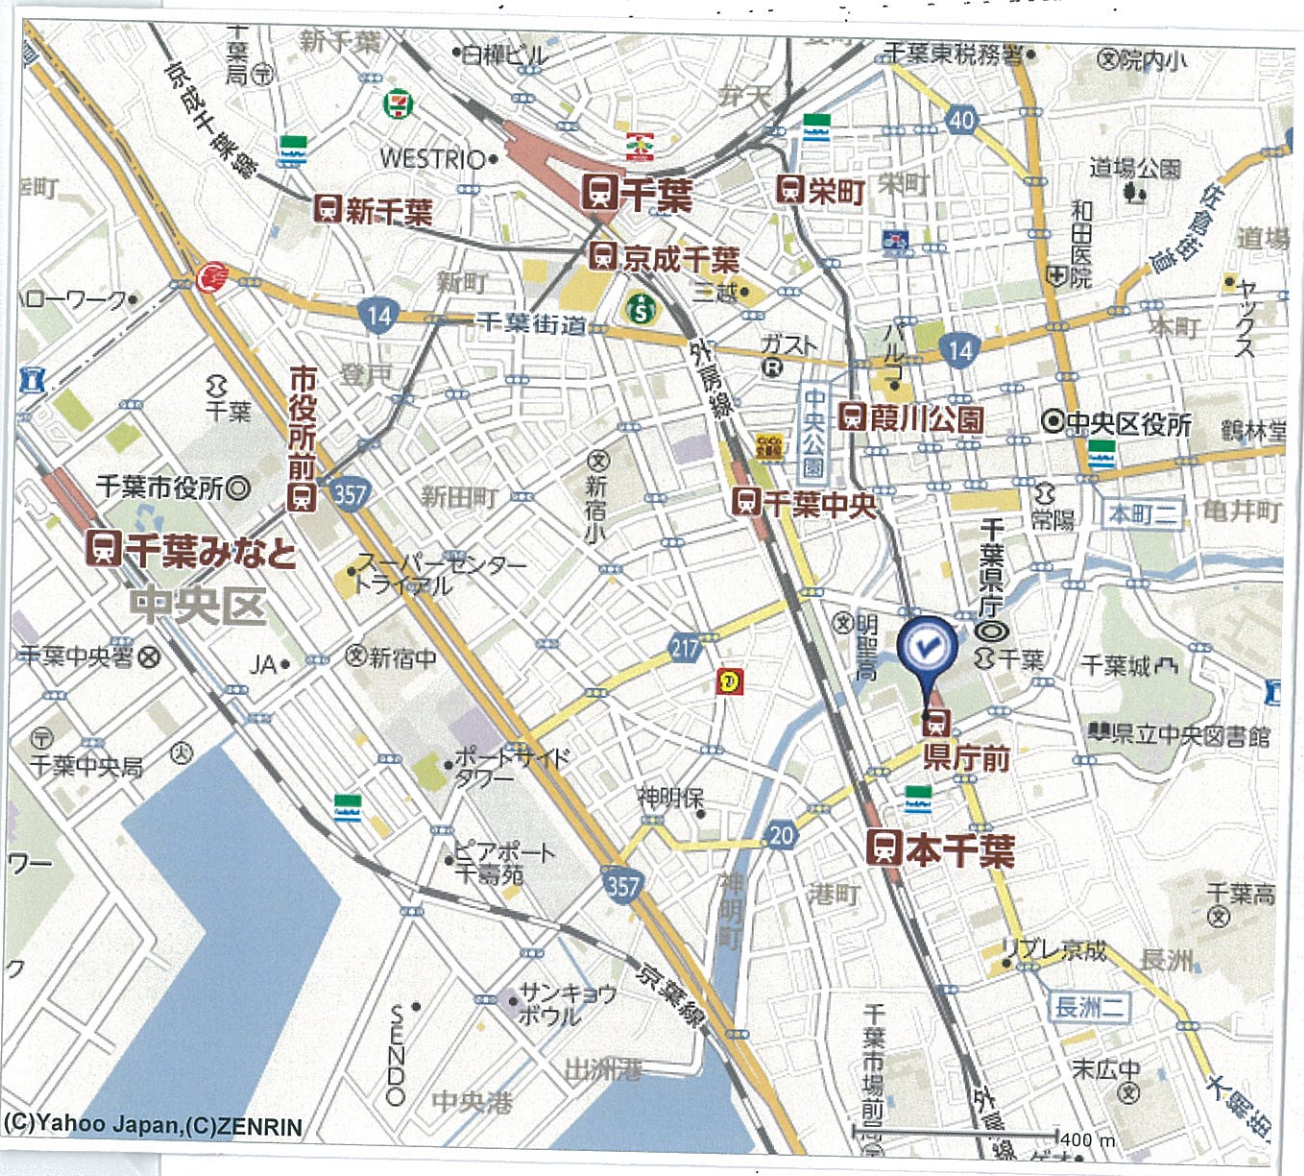 新千葉
千葉局
白樺ビル
弁天
千葉東税務署
院内小
京成千葉線
40
WESTRIO
道場公園
幸町
千葉
栄町
栄町
佐倉街道
新千葉
和田医院
道場
京成千葉
新町
三越
ハローワーク
ヤックス
14
千葉街道
本町
パルコ
ガスト
14
外房線
登戸
市役所前
千葉
中央公園
葭川公園
中央区役所
鶴林堂
千葉市役所
357
新田町
新宿小
千葉中央
常陽
本町二
亀井町
千葉みなと
中央区
スーパーセンター
トライアル
千葉県庁
明聖高
217
千葉中央署
JA
新宿中
千葉
千葉城
千葉中央局
ポートサイド
タワー
県庁前
県立中央図書館
神明保
20
本千葉
ピアポート
千壽苑
ワー
357
神明町
港町
千葉高
リブレ京成
長洲
ク
京葉線
サンキョウ
ボウル
長洲二
SENDO
千葉市場前局
出洲港
中央港
末広中
大網街
外房線
(C)Yahoo Japan,(C)ZENRIN
400 m